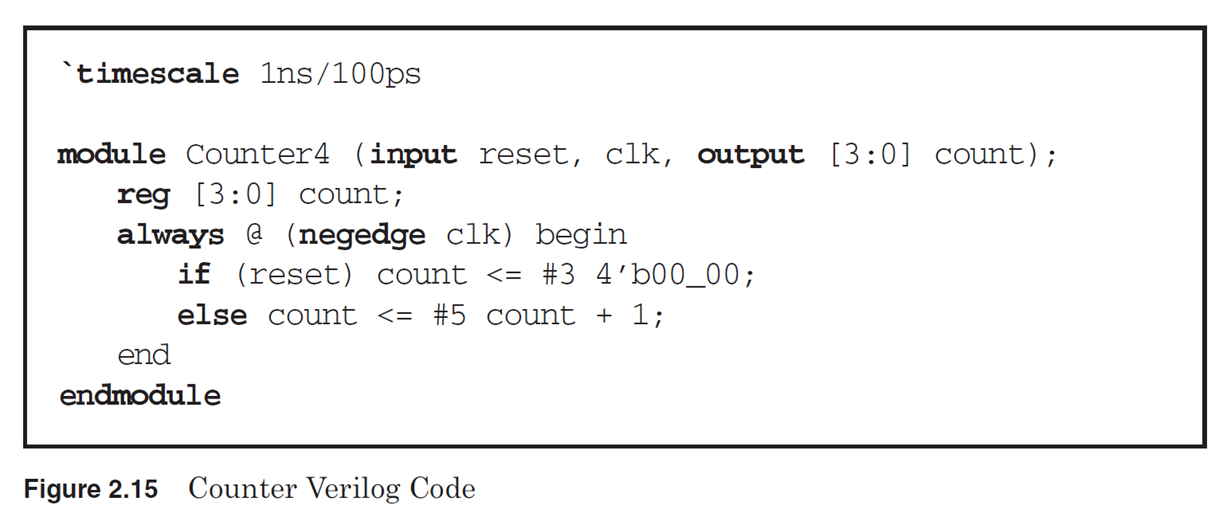 `timescale 1ns/100ps
module Counter4 (input reset, clk, output [3:0] count);
reg [3:0] count;
always @ (negedge clk) begin
if (reset) count <= #3 4’b00_00;
else count <= #5 count + 1;
end
endmodule
Figure 2.15 Counter Verilog Code